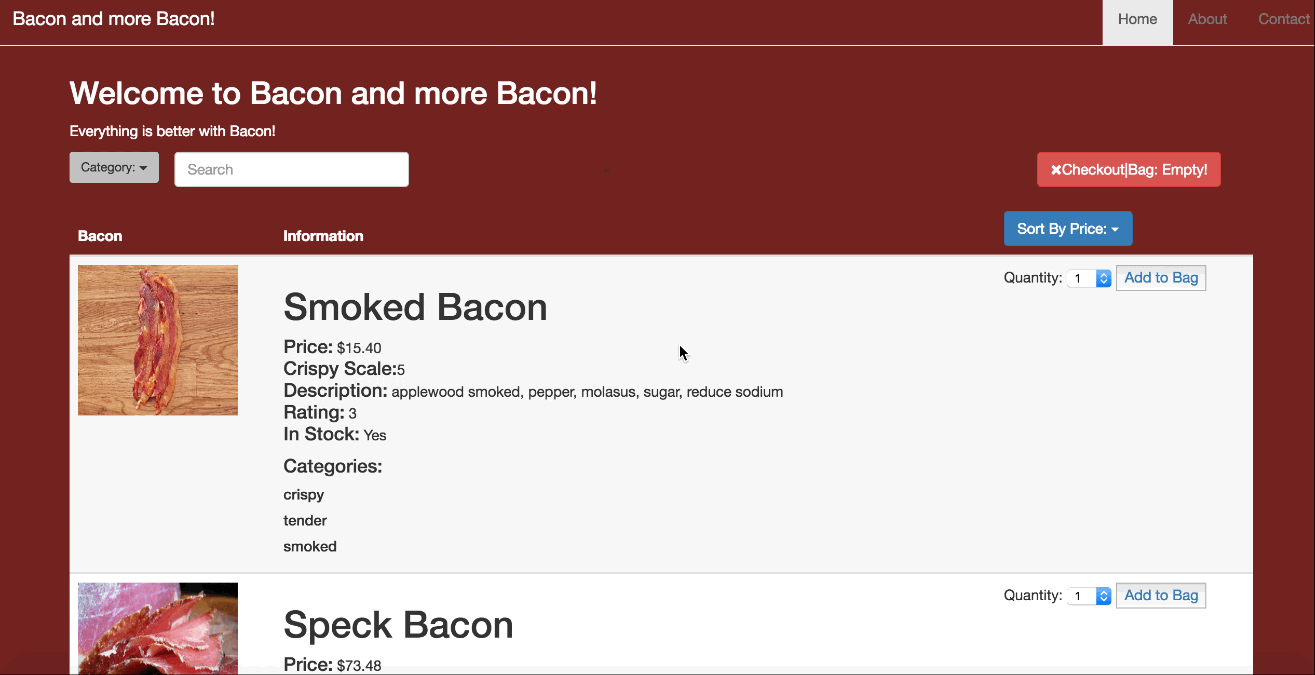 Bacon and more Bacon!
Home About Contact
Welcome to Bacon and more Bacon!
Everything is better with Bacon!
Category:
Search
✖Checkout|Bag: Empty!
Bacon Information
Sort By Price:
Smoked Bacon
Quantity: 1 Add to Bag
Price: $15.40
Crispy Scale:5
Description: applewood smoked, pepper, molasus, sugar, reduce sodium
Rating: 3
In Stock: Yes
Categories:
crispy
tender
smoked
Speck Bacon
Quantity: 1 Add to Bag
Price: $73.48